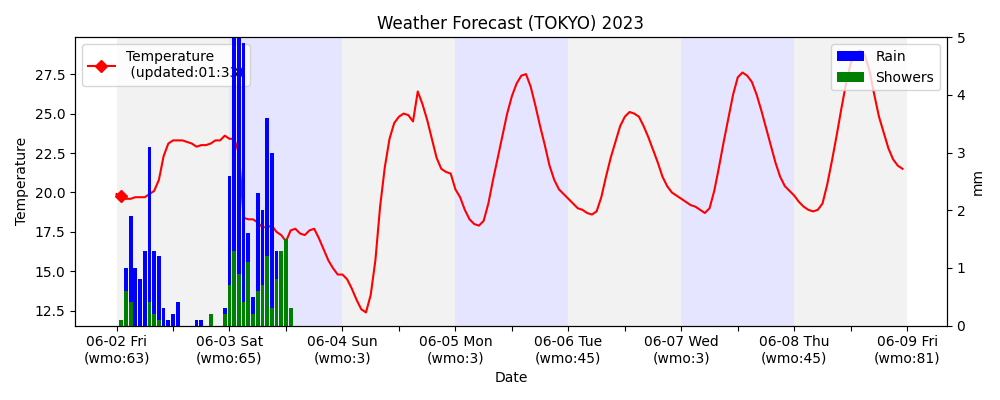 Weather Forecast (TOKYO) 2023
Temperature
(updated:01:33)
Rain
Showers
Temperature
27.5
25.0
22.5
20.0
17.5
15.0
12.5
5
4
3
2
1
0
mm
06-02 Fri
(wmo:63)
06-03 Sat
(wmo:65)
06-04 Sun
(wmo:3)
06-05 Mon
(wmo:3)
06-06 Tue
(wmo:45)
06-07 Wed
(wmo:3)
06-08 Thu
(wmo:45)
06-09 Fri
(wmo:81)
Date